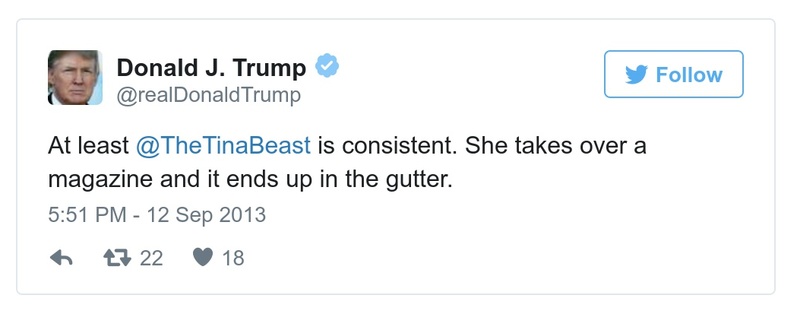 Donald J. Trump
@realDonaldTrump
Follow
At least @TheTinaBeast is consistent. She takes over a
magazine and it ends up in the gutter.
5:51 PM - 12 Sep 2013
22 18